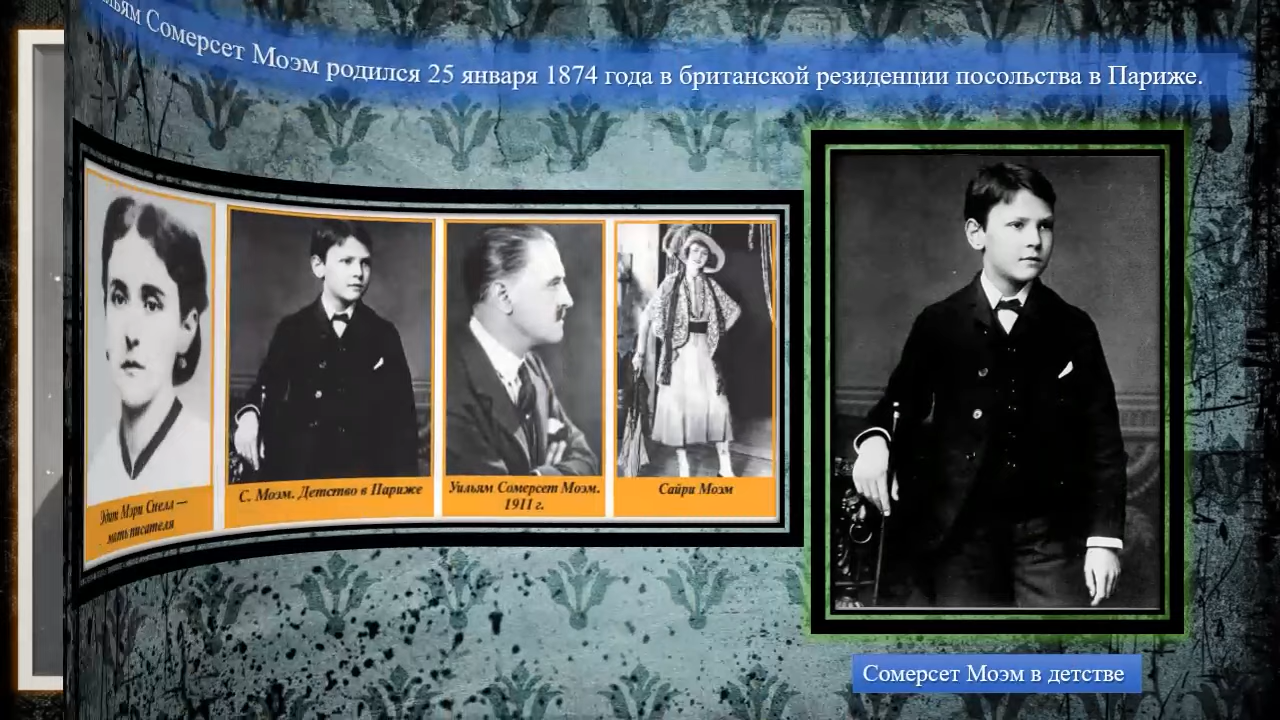 Сомерсет Моэм родился 25 января 1874 года в британской резиденции посольства в Париже.
Эдит Мэри Снелл —
мать писателя
С. Моэм. Детство в Париже
Уильям Сомерсет Моэм.
1911 г.
Сайри Моэм
Сомерсет Моэм в детстве